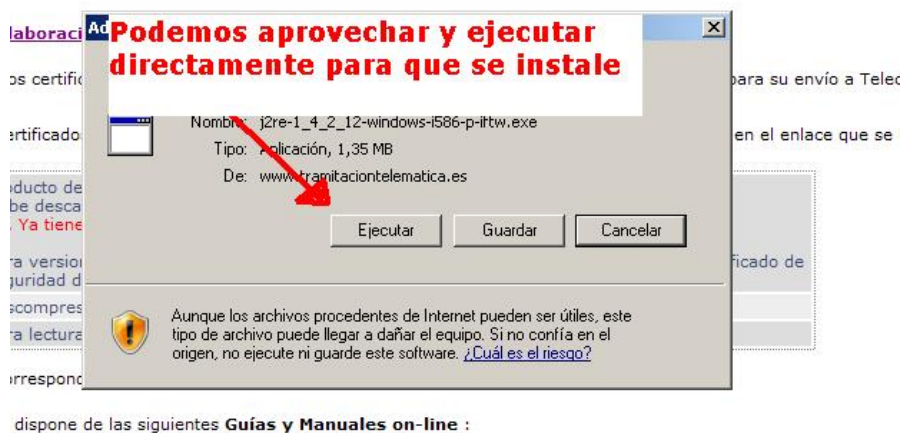 laboraci
Ad
Podemos aprovechar y ejecutar
directamente para que se instale
os certific
para su envío a Telec
Nombre: j2re-1_4_2_12-windows-i586-p-iftw.exe
ertificado
en el enlace que se
Tipo: Aplicación, 1,35 MB
De: www.tramitaciontelematica.es
oducto de
be desca
. Ya tiene
Ejecutar Guardar Cancelar
ra version
ficado de
guridad d
scompres
ra lectura
Aunque los archivos procedentes de Internet pueden ser útiles, este
tipo de archivo puede llegar a dañar el equipo. Si no confía en el
origen, no ejecute ni guarde este software. ¿Cuál es el riesgo?
orrespond
dispone de las siguientes Guías y Manuales on-line :